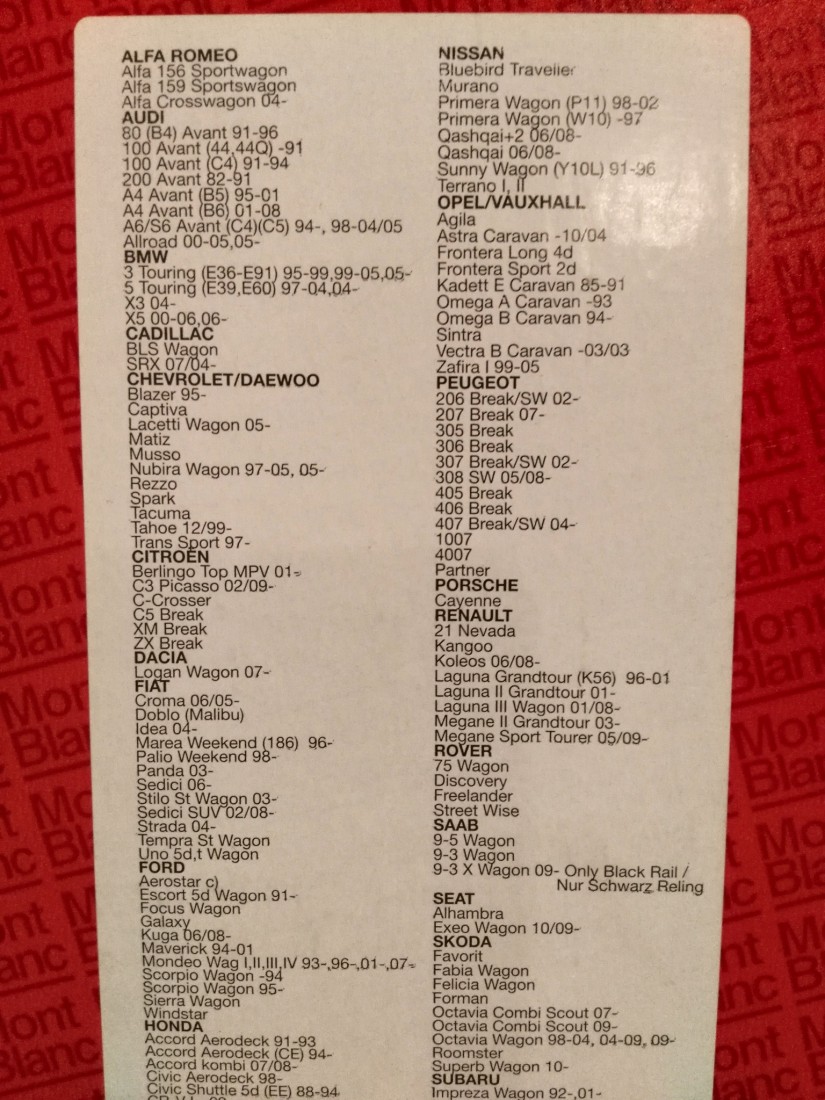 ALFA ROMEO
Alfa 156 Sportwagon
Alfa 159 Sportswagon
Alfa Crosswagon 04-
AUDI
80 (B4) Avant 91-96
100 Avant (44,44Q) -91
100 Avant (C4) 91-94
200 Avant 82-91
A4 Avant (B5) 95-01
A4 Avant (B6) 01-08
A6/S6 Avant (C4)(C5) 94-, 98-04/05
Allroad 00-05,05-
BMW
3 Touring (E36-E91) 95-99,99-05,05-
5 Touring (E39,E60) 97-04,04-
X3 04-
X5 00-06,06-
CADILLAC
BLS Wagon
SRX 07/04-
CHEVROLET/DAEWOO
Blazer 95-
Captiva
Lacetti Wagon 05-
Matiz
Musso
Nubira Wagon 97-05, 05-
Rezzo
Spark
Tacuma
Tahoe 12/99-
Trans Sport 97-
CITROËN
Berlingo Top MPV 01-
C3 Picasso 02/09-
C-Crosser
C5 Break
XM Break
ZX Break
DACIA
Logan Wagon 07-
FIAT
Croma 06/05-
Doblo (Malibu)
Idea 04-
Marea Weekend (186) 96-
Palio Weekend 98-
Panda 03-
Sedici 06-
Stilo St Wagon 03-
Sedici SUV 02/08-
Strada 04-
Tempra St Wagon
Uno 5d,t Wagon
FORD
Aerostar c)
Escort 5d Wagon 91-
Focus Wagon
Galaxy
Kuga 06/08-
Maverick 94-01
Mondeo Wag I,II,III,IV 93-,96-,01-,07-
Scorpio Wagon -94
Scorpio Wagon 95-
Sierra Wagon
Windstar
HONDA
Accord Aerodeck 91-93
Accord Aerodeck (CE) 94-
Accord kombi 07/08-
Civic Aerodeck 98-
Civic Shuttle 5d (EE) 88-94
NISSAN
Bluebird Traveller
Murano
Primera Wagon (P11) 98-02
Primera Wagon (W10) -97
Qashqai+2 06/08-
Qashqai 06/08-
Sunny Wagon (Y10L) 91-96
Terrano I, II
OPEL/VAUXHALL
Agila
Astra Caravan -10/04
Frontera Long 4d
Frontera Sport 2d
Kadett E Caravan 85-91
Omega A Caravan -93
Omega B Caravan 94-
Sintra
Vectra B Caravan -03/03
Zafira I 99-05
PEUGEOT
206 Break/SW 02-
207 Break 07-
305 Break
306 Break
307 Break/SW 02-
308 SW 05/08-
405 Break
406 Break
407 Break/SW 04-
1007
4007
Partner
PORSCHE
Cayenne
RENAULT
21 Nevada
Kangoo
Koleos 06/08-
Laguna Grandtour (K56) 96-01
Laguna II Grandtour 01-
Laguna III Wagon 01/08-
Megane II Grandtour 03-
Megane Sport Tourer 05/09-
ROVER
75 Wagon
Discovery
Freelander
Street Wise
SAAB
9-5 Wagon
9-3 Wagon
9-3 X Wagon 09- Only Black Rail /
Nur Schwarz Reling
SEAT
Alhambra
Exeo Wagon 10/09-
SKODA
Favorit
Fabia Wagon
Felicia Wagon
Forman
Octavia Combi Scout 07-
Octavia Combi Scout 09-
Octavia Wagon 98-04, 04-09, 09-
Roomster
Superb Wagon 10-
SUBARU
Impreza Wagon 92-,01-
Mont
Blanc